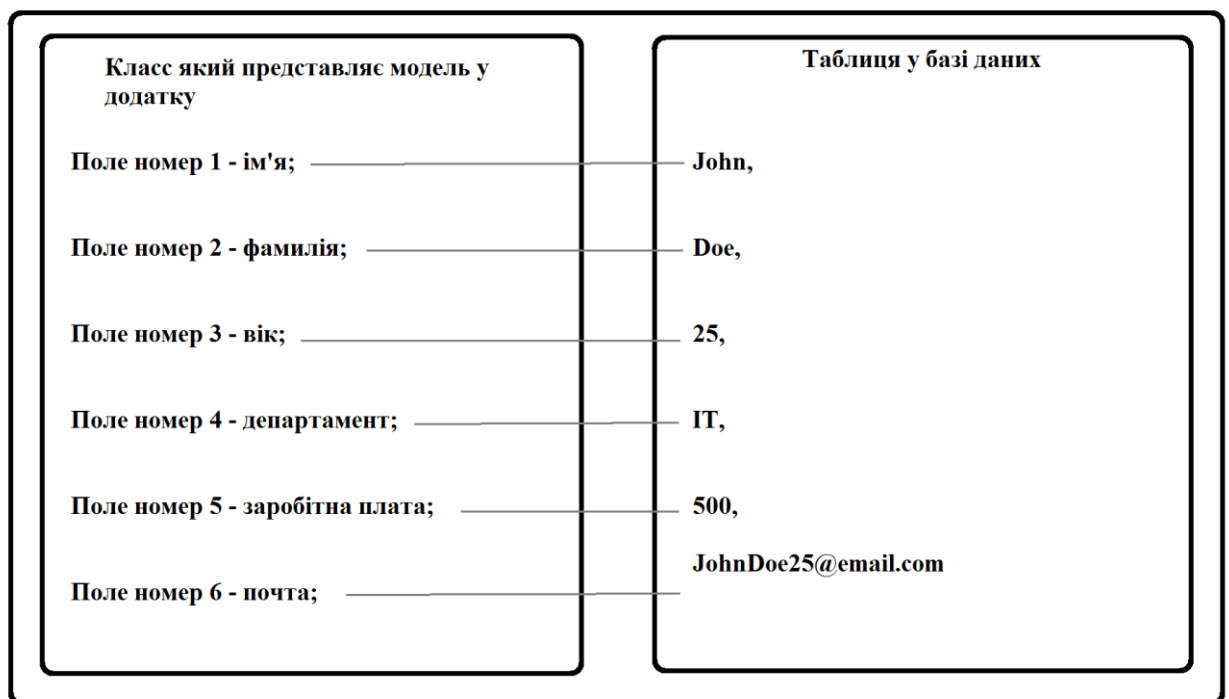 Класс який представляє модель у
додатку
Поле номер 1 - ім'я;
Поле номер 2 - фамилія;
Поле номер 3 - вік;
Поле номер 4 - департамент;
Поле номер 5 - заробітна плата;
Поле номер 6 - почта;
Таблиця у базі даних
John,
Doe,
25,
IT,
500,
JohnDoe25@email.com